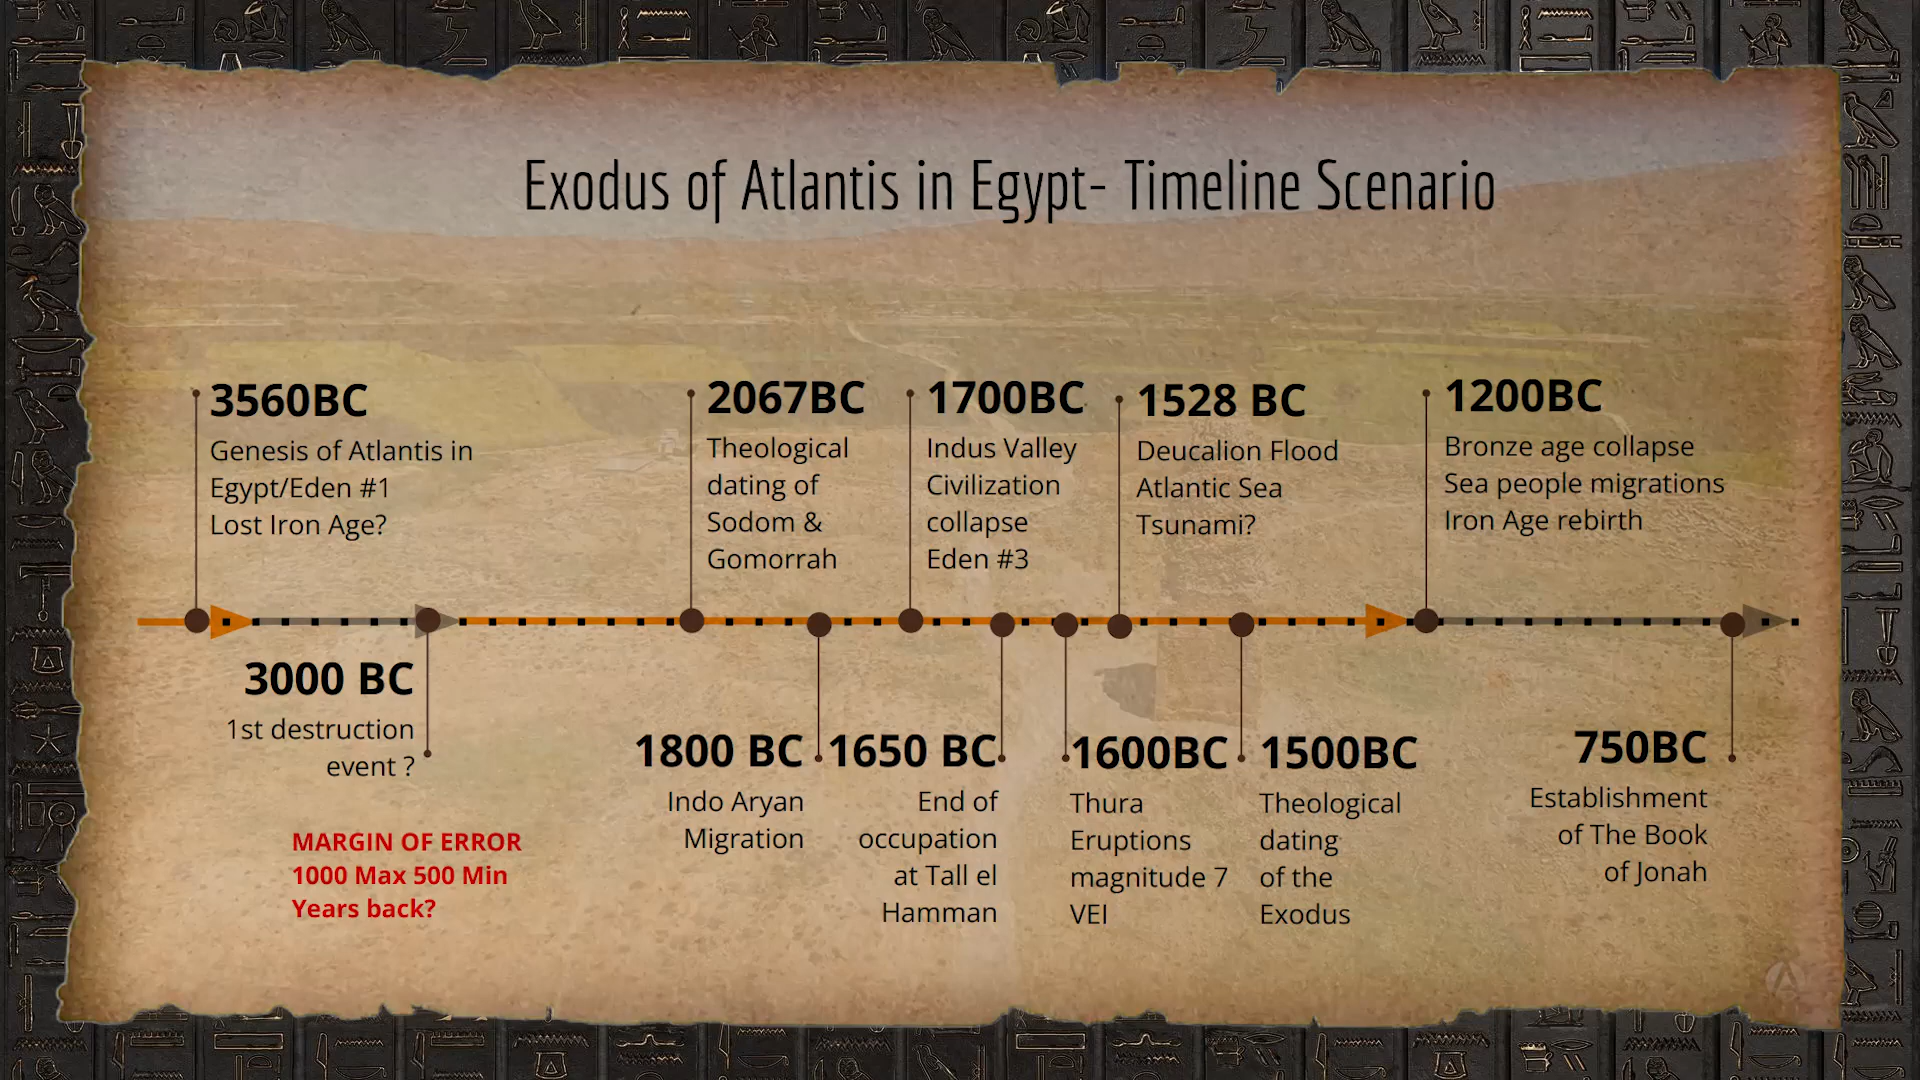 Exodus of Atlantis in Egypt- Timeline Scenario
3560BC
Genesis of Atlantis in
Egypt/Eden #1
Lost Iron Age?
2067BC
Theological
dating of
Sodom &
Gomorrah
1700BC
Indus Valley
Civilization
collapse
Eden #3
1528 BC
Deucalion Flood
Atlantic Sea
Tsunami?
1200BC
Bronze age collapse
Sea people migrations
Iron Age rebirth
3000 BC
1st destruction
event ?
1800 BC
Indo Aryan
Migration
1650 BC
End of
occupation
at Tall el
Hamman
1600BC
Thura
Eruptions
magnitude 7
VEI
1500BC
Theological
dating
of the
Exodus
750BC
Establishment
of The Book
of Jonah
MARGIN OF ERROR
1000 Max 500 Min
Years back?